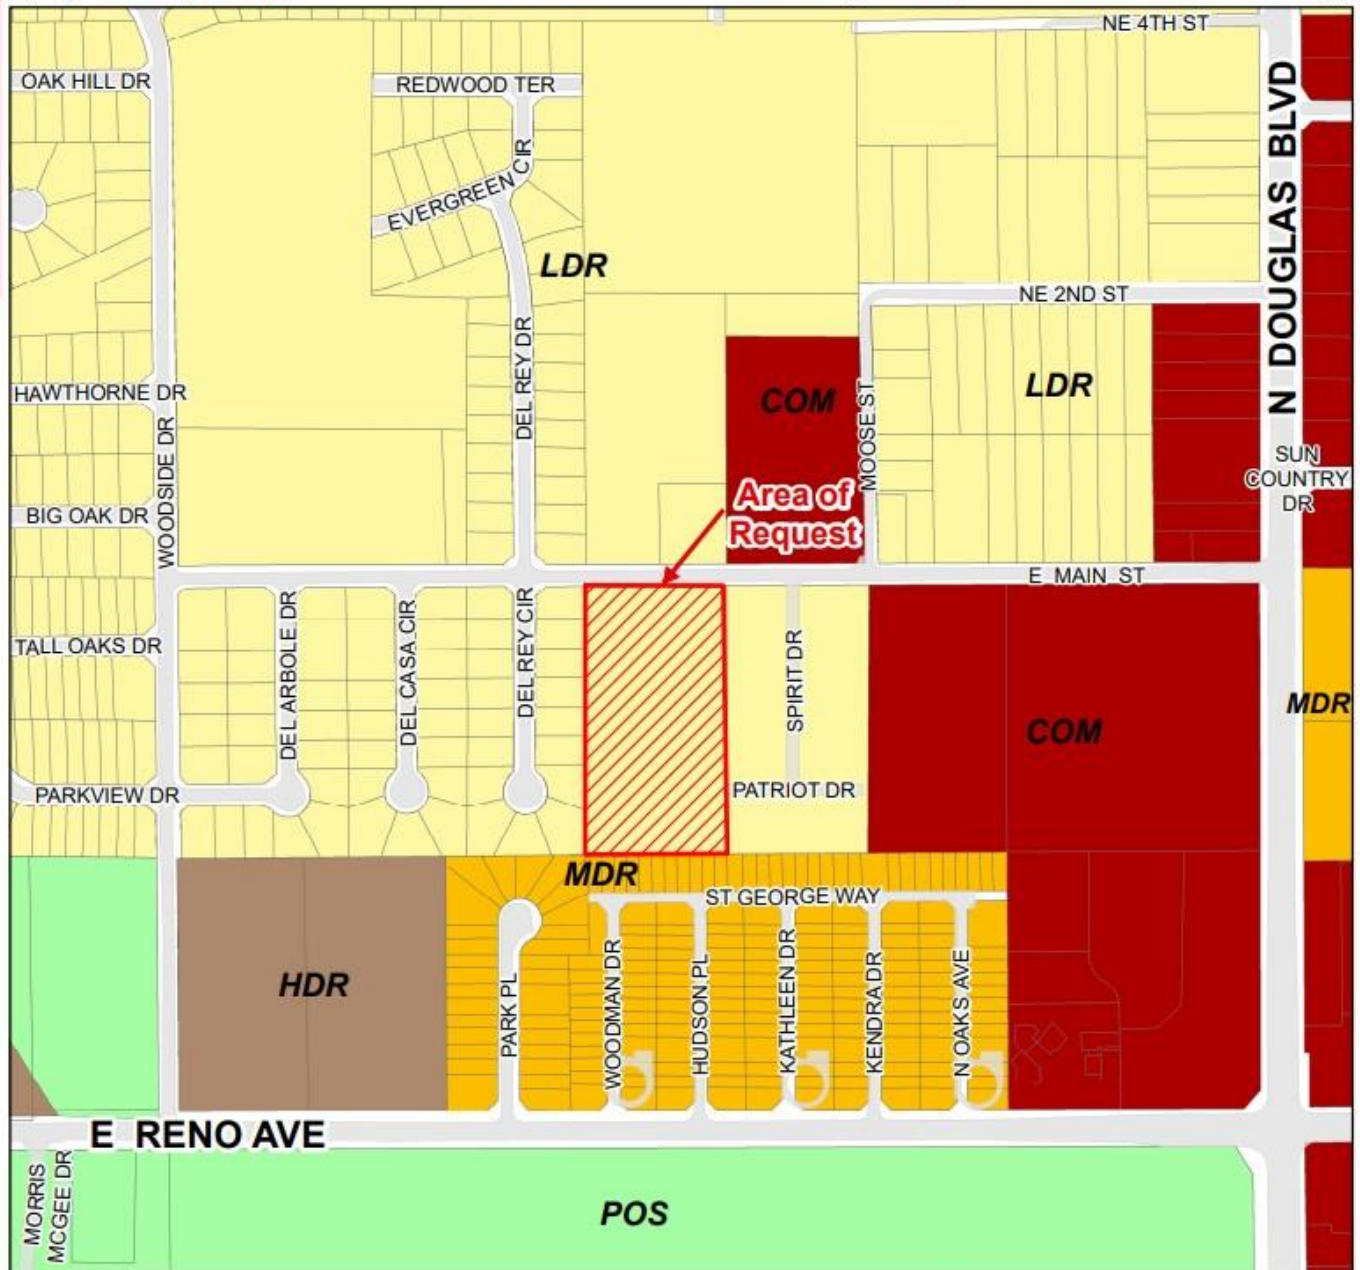 NE 4TH ST
OAK HILL DR
REDWOOD TER
N DOUGLAS BLVD
EVERGREEN CIR
LDR
NE 2ND ST
DEL REY DR
HAWTHORNE DR
COM
MOOSE ST
LDR
WOODSIDE DR
SUN
COUNTRY
DR
Area of
Request
BIG OAK DR
E MAIN ST
DEL ARBOLE DR
DEL CASA CIR
DEL REY CIR
SPIRIT DR
TALL OAKS DR
MDR
COM
PARKVIEW DR
PATRIOT DR
MDR
ST GEORGE WAY
HDR
PARK PL
WOODMAN DR
HUDSON PL
KATHLEEN DR
KENDRA DR
N OAKS AVE
E RENO AVE
MORRIS
MCGEE DR
POS